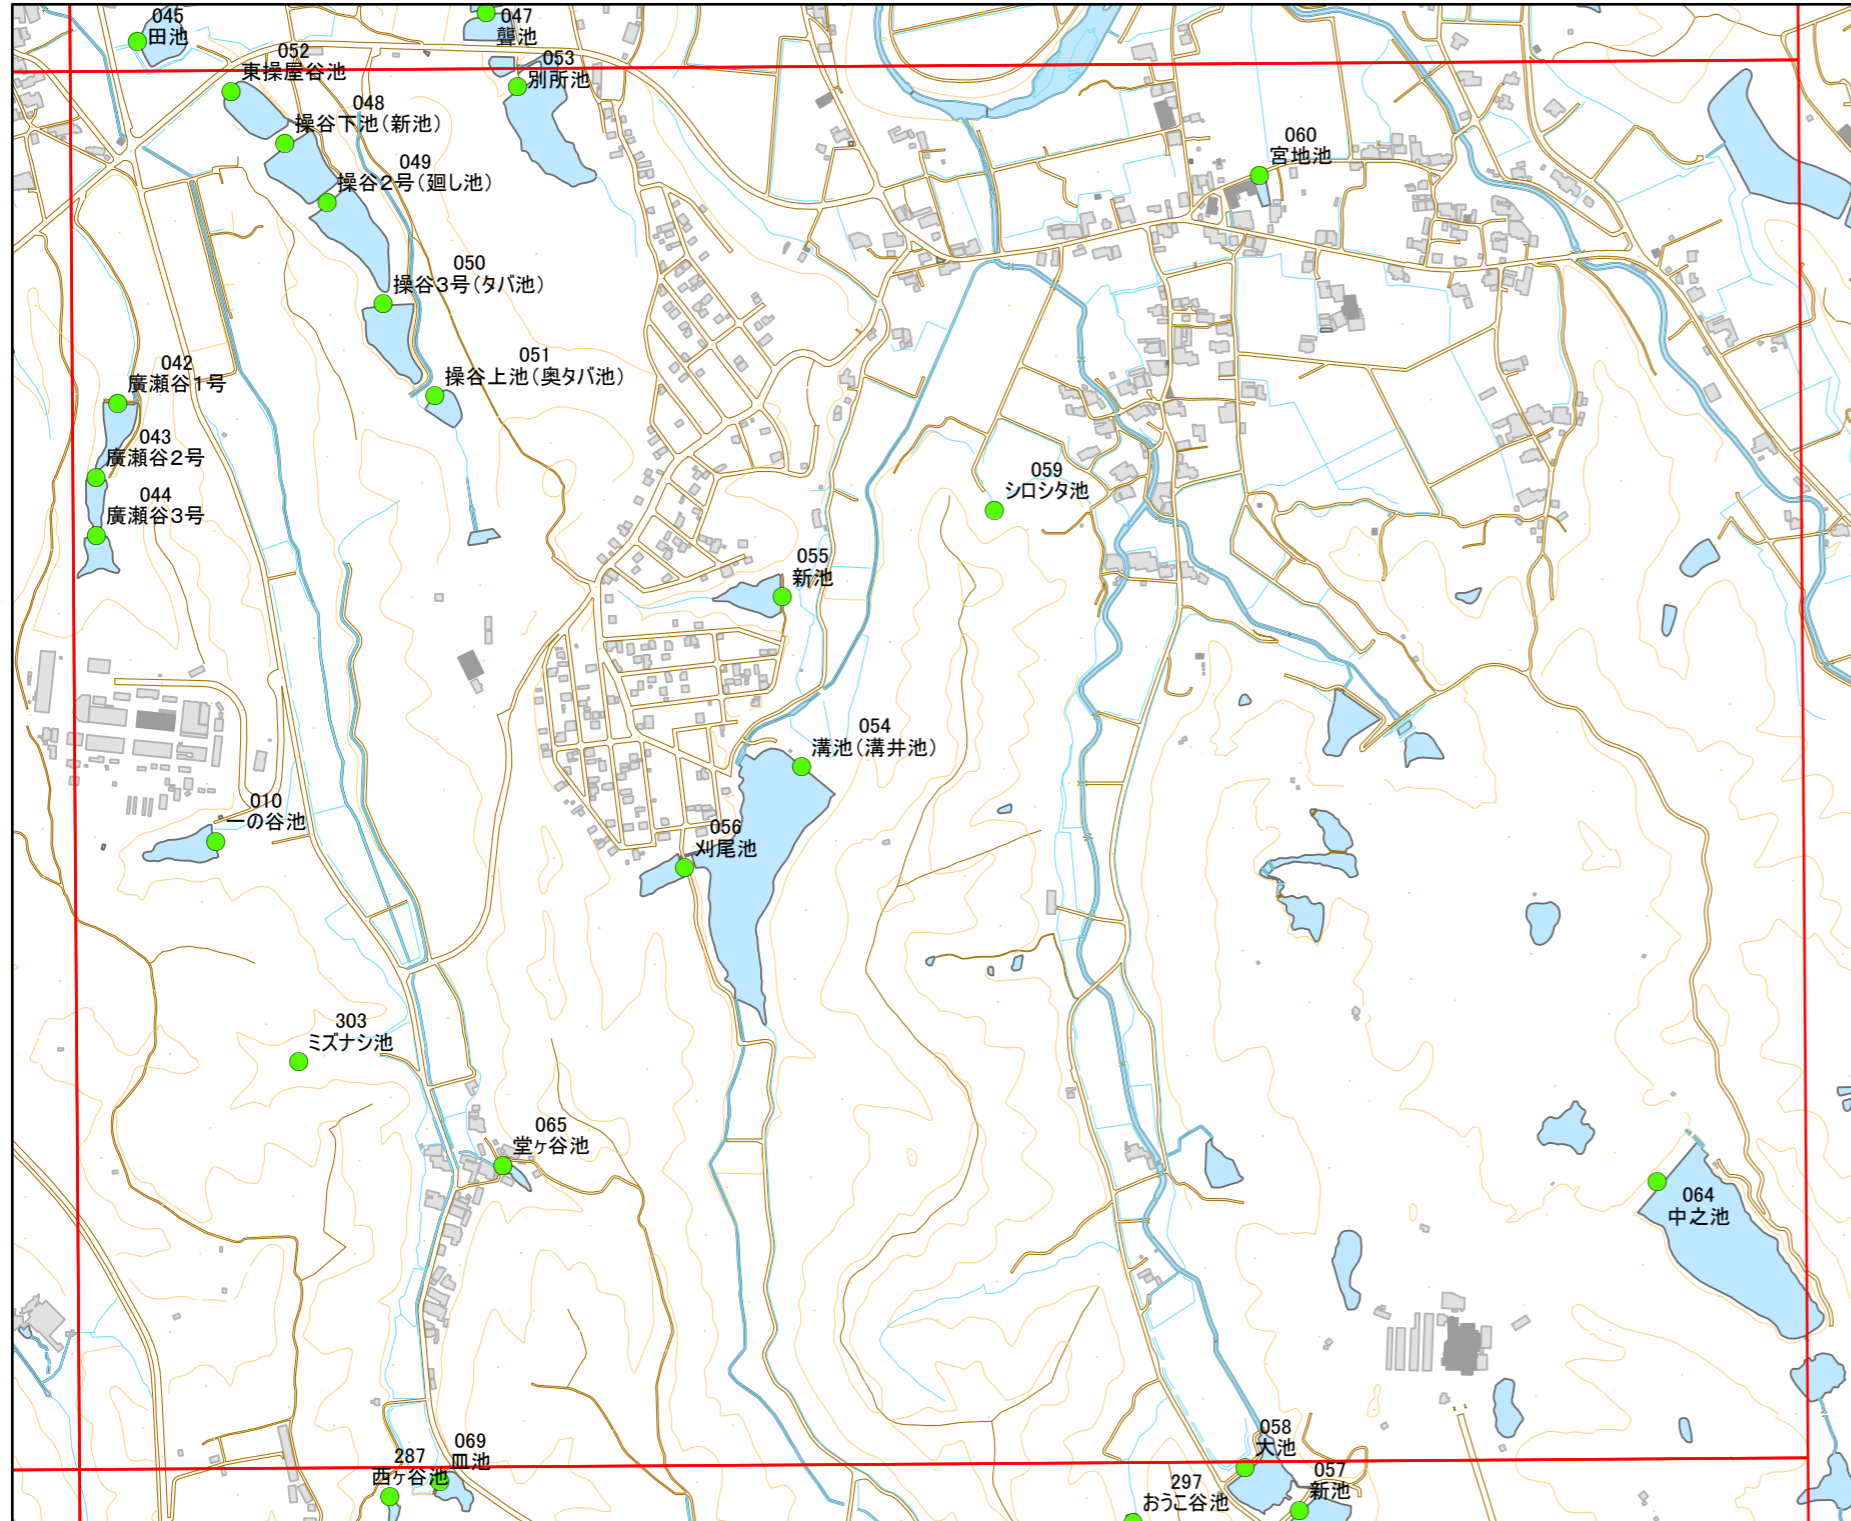 045
田池
047
聾池
052
東操屋谷池
053
別所池
048
操谷下池（新池）
060
宮地池
049
操谷２号（廻し池）
050
操谷３号（タバ池）
051
操谷上池（奥タバ池）
042
廣瀬谷１号
043
廣瀬谷２号
044
廣瀬谷３号
059
シロシタ池
055
新池
054
溝池（溝井池）
010
一の谷池
056
刈尾池
303
ミズナシ池
065
堂ヶ谷池
064
中之池
287
西ヶ谷池
069
皿池
058
大池
297
おうこ谷池
057
新池